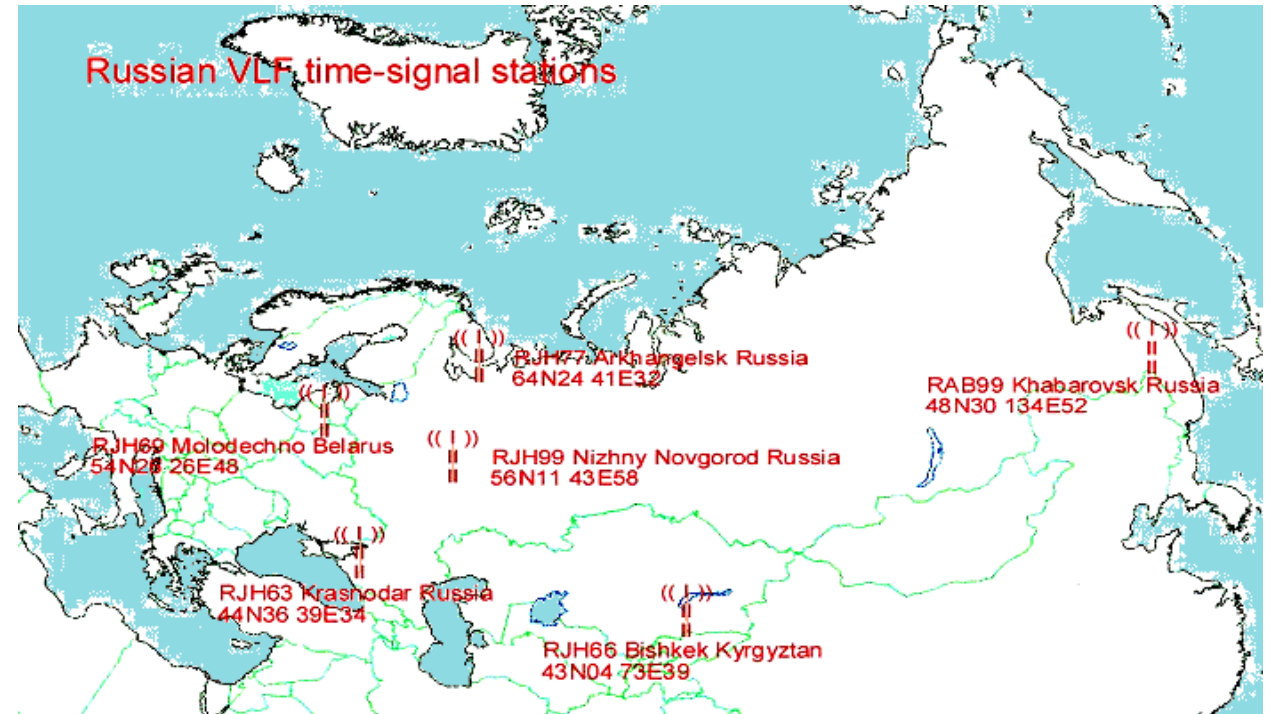 Russian VLF time-signal stations
RJH77 Arkhangelsk Russia
64N24 41E32
RAB99 Khabarovsk Russia
48N30 134E52
RJH69 Molodechno Belarus
26E48
RJH99 Nizhny Novgorod Russia
56N11 43E58
RJH63 Krasnodar Russia
44N36 39E34
RJH66 Bishkek Kyrgyztan
43N04 73E39